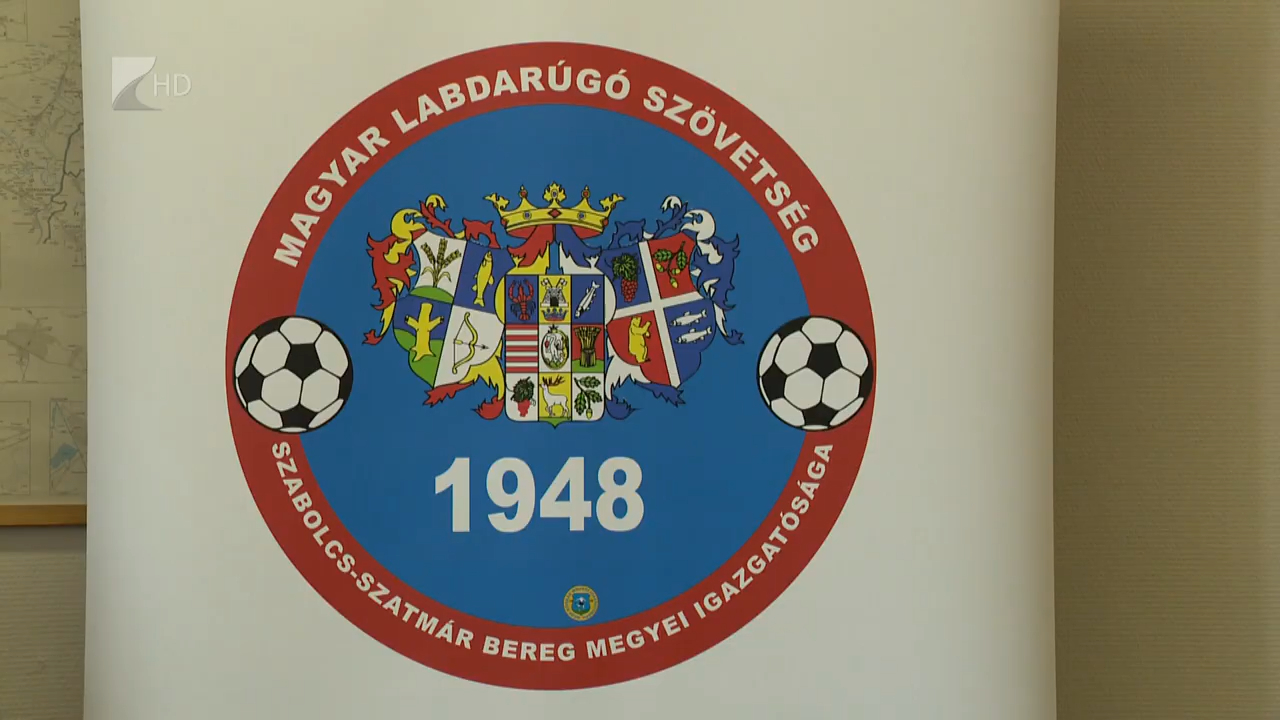 HD
MAGYAR LABDARÚGÓ SZÖVETSÉG
1948
SZABOLCS-SZATMÁR BEREG MEGYEI IGAZGATÓSÁGA